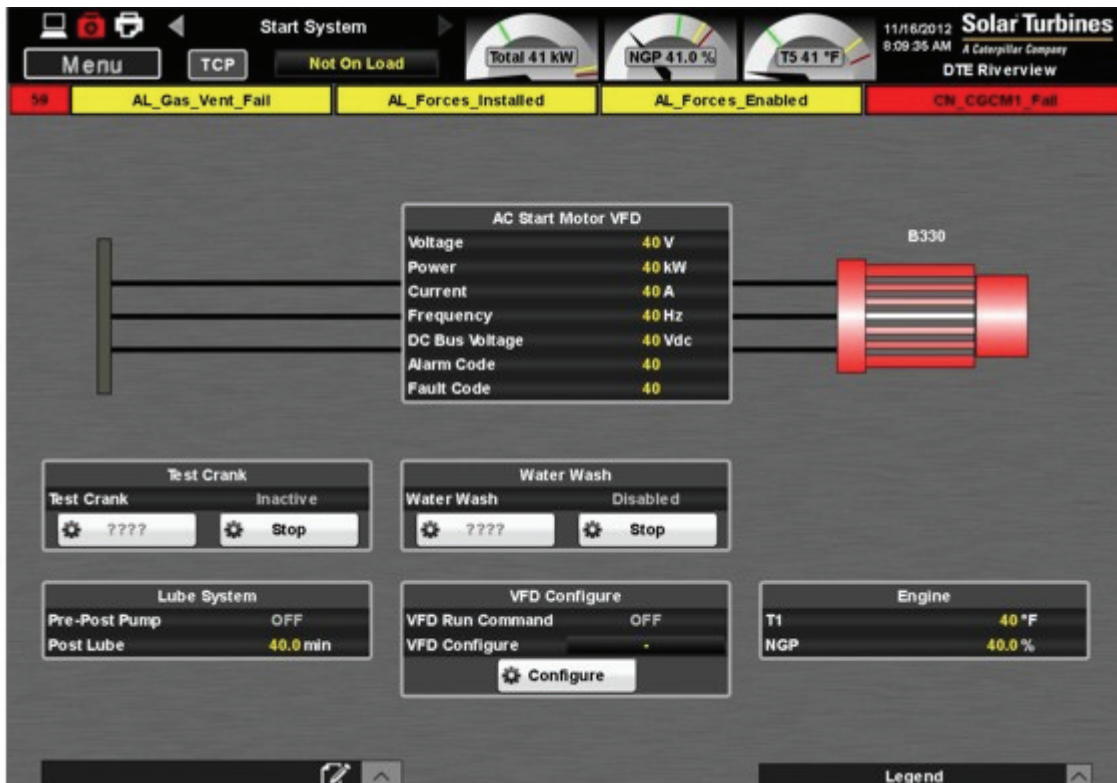 Start System
11/16/2012
8:09:35 AM
Solar Turbines
A Caterpillar Company
DTE Riverview
Menu
TCP
Not On Load
Total 41 kW
NGP 41.0 %
T5 41 °F
59
AL_Gas_Vent_Fail
AL_Forces_Installed
AL_Forces_Enabled
CN_CGCM1_Fail
AC Start Motor VFD
Voltage 40 V
Power 40 kW
Current 40 A
Frequency 40 Hz
DC Bus Voltage 40 Vdc
Alarm Code 40
Fault Code 40
B330
Test Crank
Test Crank Inactive
???? Stop
Water Wash
Water Wash Disabled
???? Stop
Lube System
Pre-Post Pump OFF
Post Lube 40.0 min
VFD Configure
VFD Run Command OFF
VFD Configure -
Configure
Engine
T1 40 °F
NGP 40.0 %
Legend